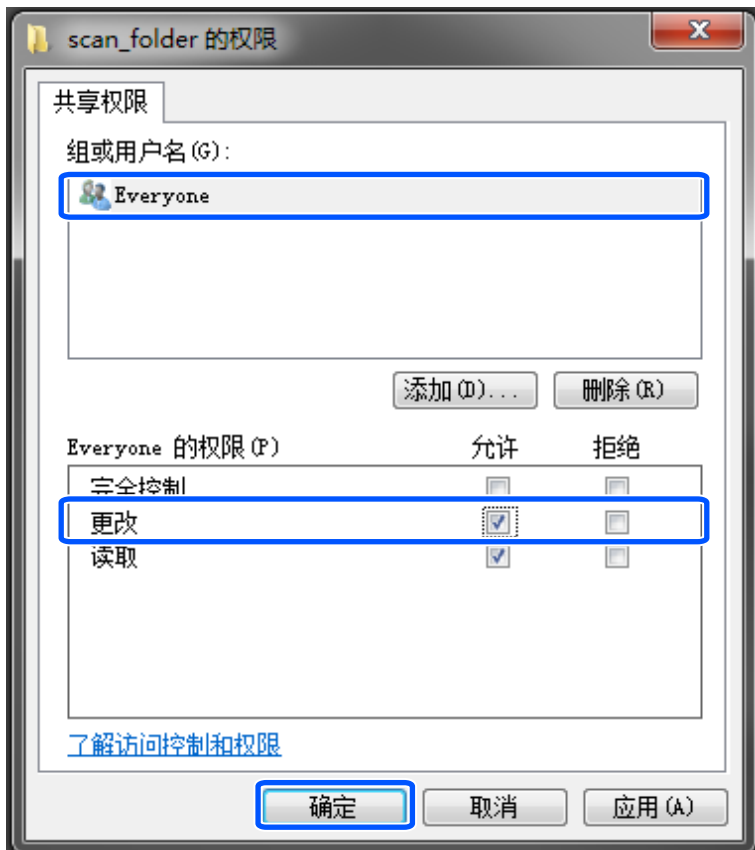 scan_folder 的权限
共享权限
组或用户名(G):
Everyone
添加(D)... 删除(R)
Everyone 的权限(P) 允许 拒绝
完全控制
更改
读取
了解访问控制和权限
确定 取消 应用(A)